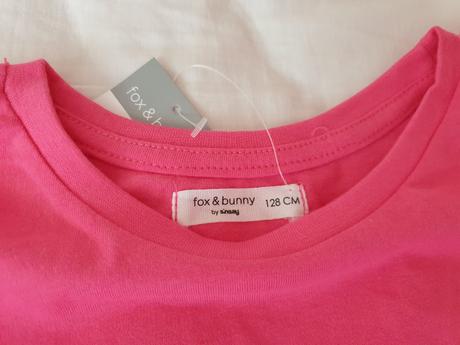 fox & b
fox & bunny
by sinsay
128 CM